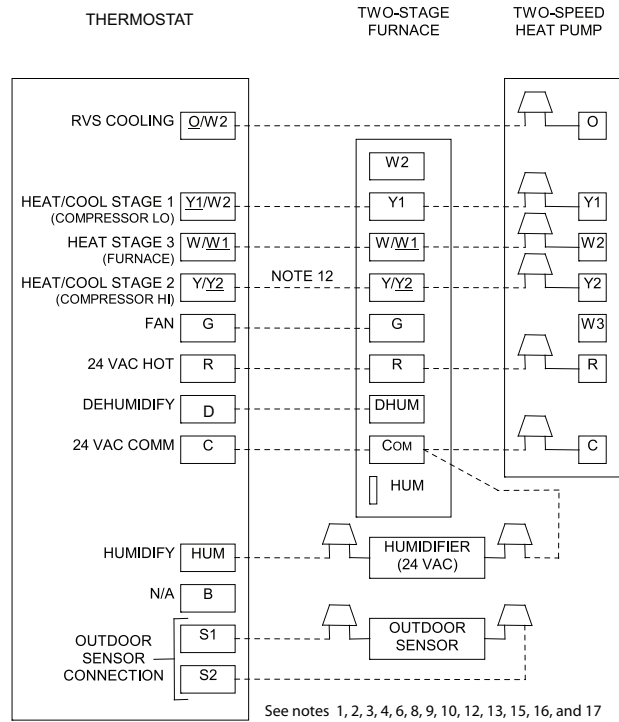 THERMOSTAT
TWO-STAGE
FURNACE
TWO-SPEED
HEAT PUMP
RVS COOLING
O/W2
O
W2
HEAT/COOL STAGE 1
(COMPRESSOR LO)
Y1/W2
Y1
Y1
HEAT STAGE 3
(FURNACE)
W/W1
W/W1
W2
HEAT/COOL STAGE 2
(COMPRESSOR HI)
Y/Y2
NOTE 12
Y/Y2
Y2
FAN
G
G
W3
24 VAC HOT
R
R
R
DEHUMIDIFY
D
DHUM
24 VAC COMM
C
COM
C
HUM
HUMIDIFY
HUM
HUMIDIFIER
(24 VAC)
N/A
B
OUTDOOR
SENSOR
CONNECTION
S1
S2
OUTDOOR
SENSOR
See notes 1, 2, 3, 4, 6, 8, 9, 10, 12, 13, 15, 16, and 17